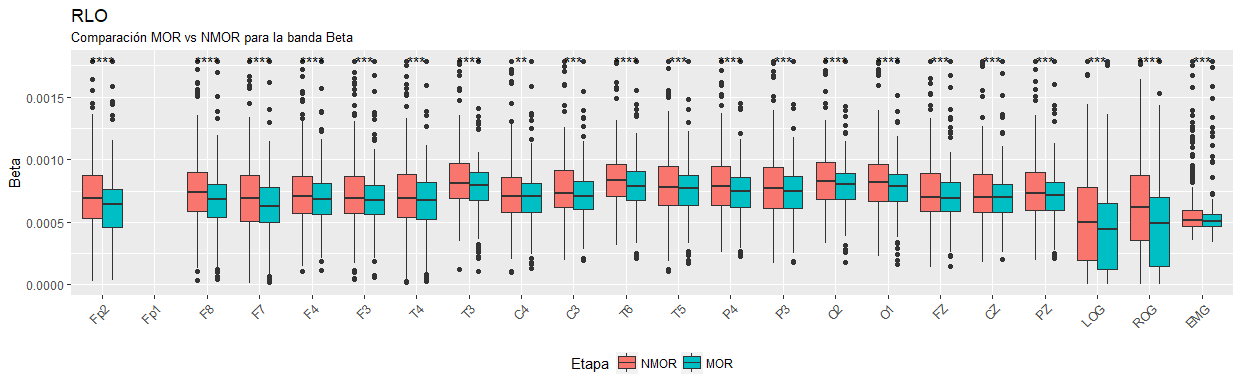 RLO
Comparación MOR vs NMOR para la banda Beta
**** **** **** **** *** *** *** ** *** **** *** **** *** **** **** *** *** *** *** *** ***
0.0015
0.0010
0.0005
0.0000
Beta
Fp2 Fp1 F8 F7 F4 F3 T4 T3 C4 C3 T6 T5 P4 P3 O2 O1 FZ CZ PZ LOG ROG EMG
Etapa NMOR MOR